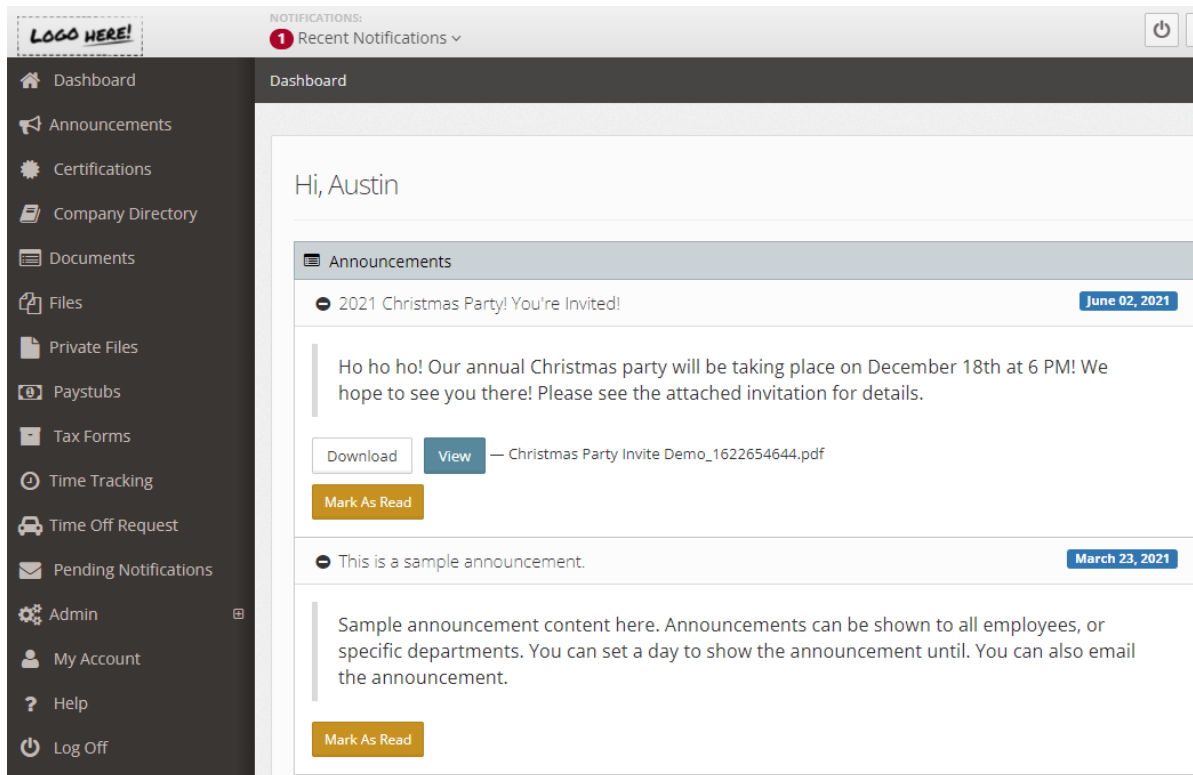 LOGO HERE!
NOTIFICATIONS:
1 Recent Notifications
Dashboard
Announcements
Certifications
Company Directory
Documents
Files
Private Files
Paystubs
Tax Forms
Time Tracking
Time Off Request
Pending Notifications
Admin
My Account
? Help
Log Off
Dashboard
Hi, Austin
Announcements
2021 Christmas Party! You're Invited!
June 02, 2021
Ho ho ho! Our annual Christmas party will be taking place on December 18th at 6 PM! We
hope to see you there! Please see the attached invitation for details.
Download View — Christmas Party Invite Demo_1622654644.pdf
Mark As Read
This is a sample announcement.
March 23, 2021
Sample announcement content here. Announcements can be shown to all employees, or
specific departments. You can set a day to show the announcement until. You can also email
the announcement.
Mark As Read